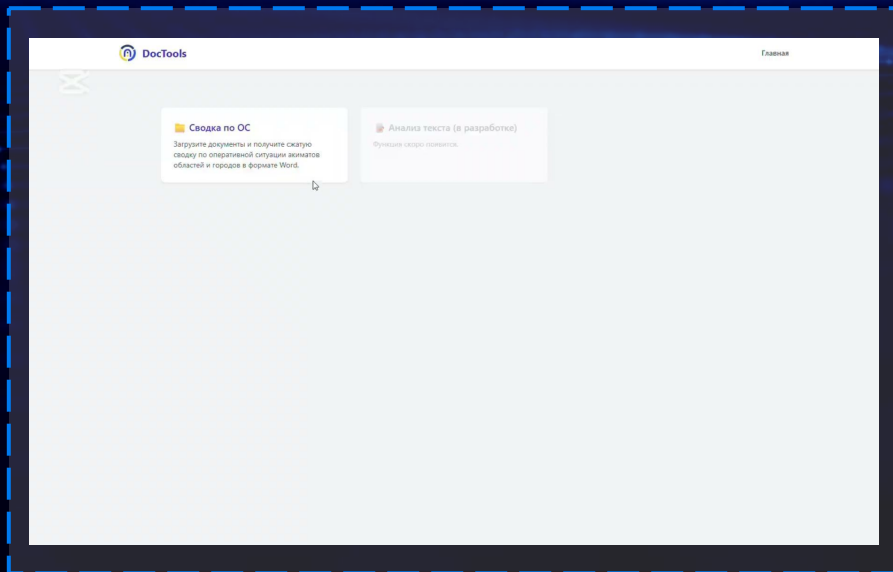 DocTools
Главная
Сводка по ОС
Загрузите документы и получите сжатую
сводку по оперативной ситуации акиматов
областей и городов в формате Word.
Анализ текста (в разработке)
Функция скоро появится.